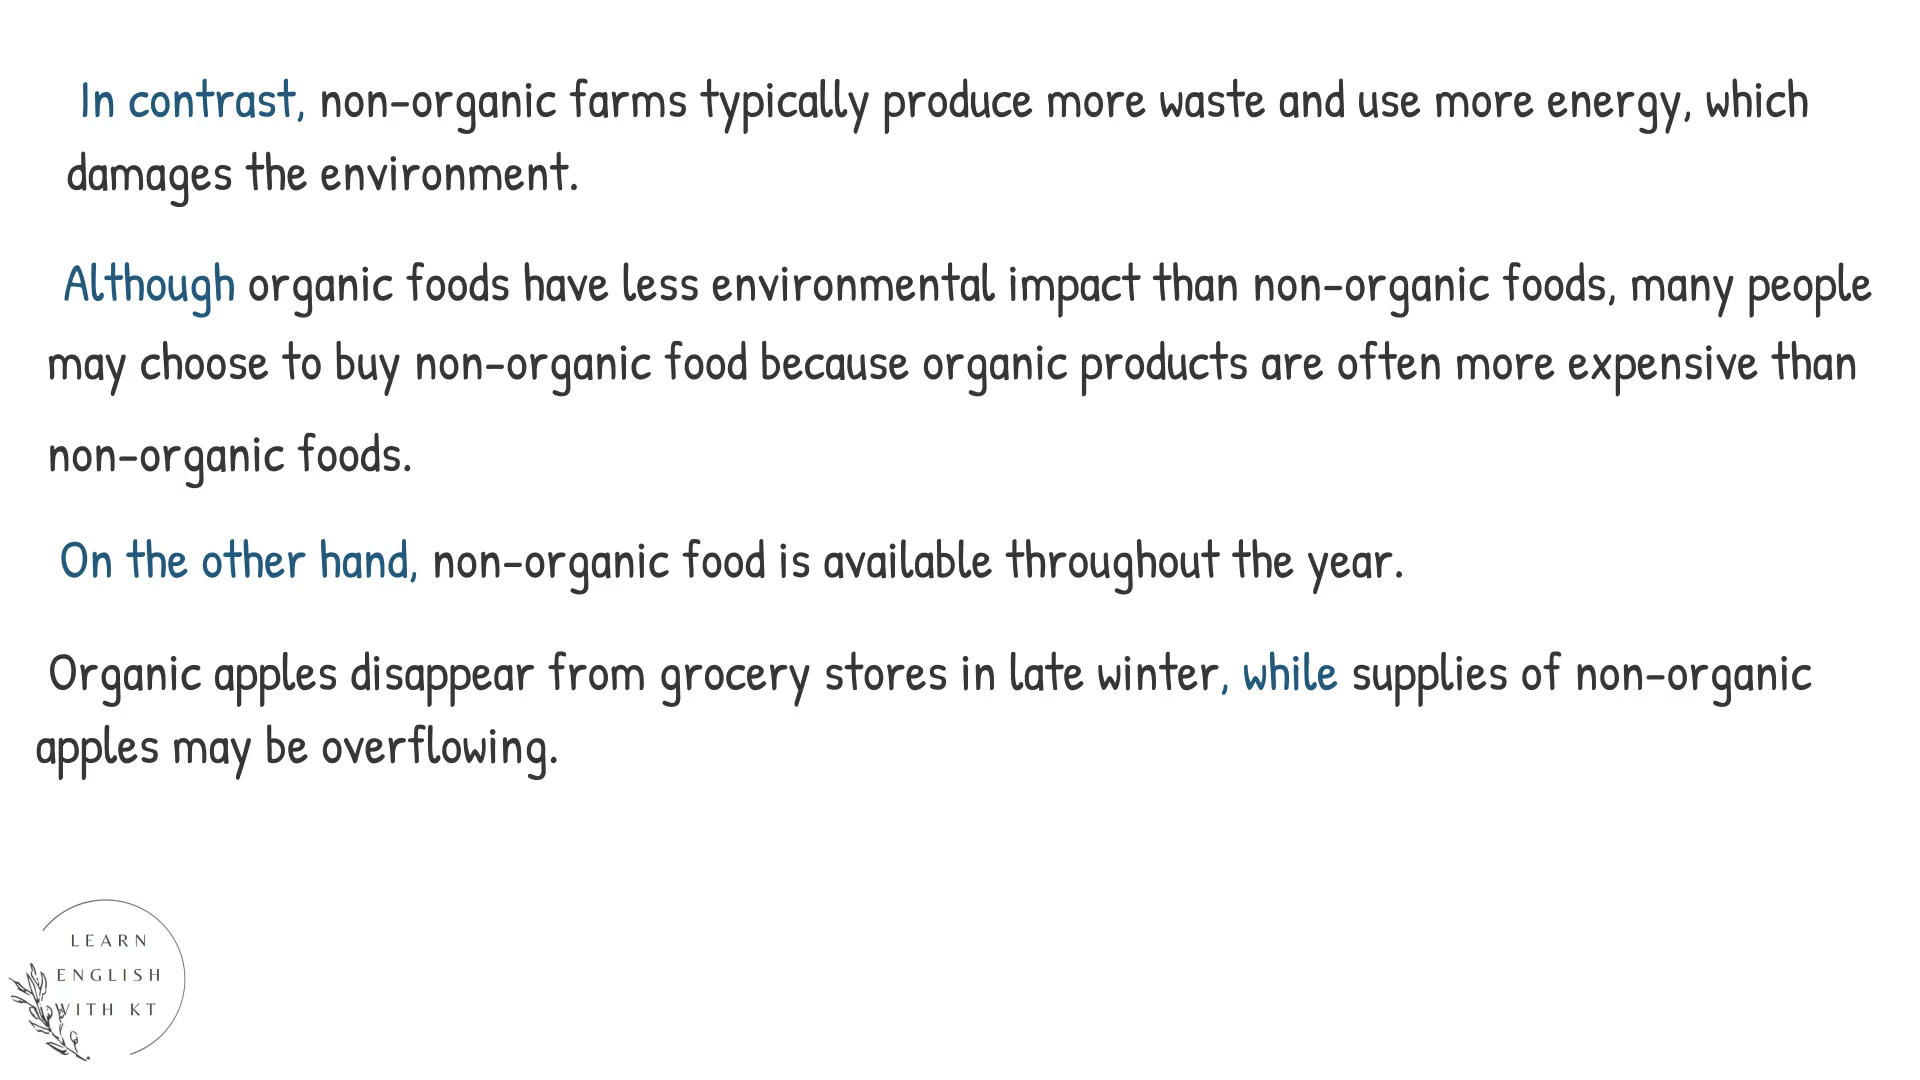 In contrast, non-organic farms typically produce more waste and use more energy, which
damages the environment.
Although organic foods have less environmental impact than non-organic foods, many people
may choose to buy non-organic food because organic products are often more expensive than
non-organic foods.
On the other hand, non-organic food is available throughout the year.
Organic apples disappear from grocery stores in late winter, while supplies of non-organic
apples may be overflowing.
LEARN
ENGLISH
WITH KT